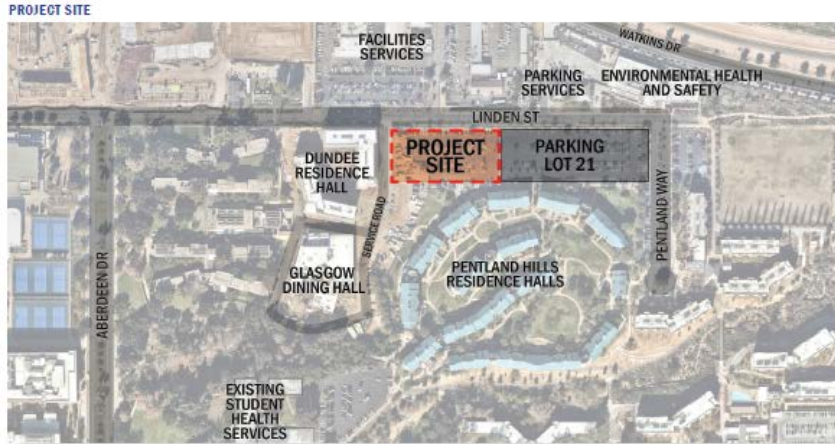 PROJECT SITE
WATKINS DR
FACILITIES
SERVICES
PARKING
SERVICES
ENVIRONMENTAL HEALTH
AND SAFETY
LINDEN ST
PROJECT
SITE
PARKING
LOT 21
DUNDEE
RESIDENCE
HALL
SERVICE ROAD
PENTLAND WAY
GLASGOW
DINING HALL
PENTLAND HILLS
RESIDENCE HALLS
ABERDEEN DR
EXISTING
STUDENT
HEALTH
SERVICES